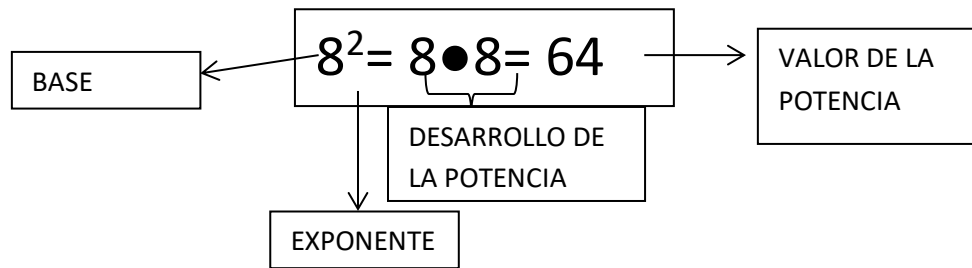 8²= 8●8= 64
BASE
VALOR DE LA
POTENCIA
DESARROLLO DE
LA POTENCIA
EXPONENTE